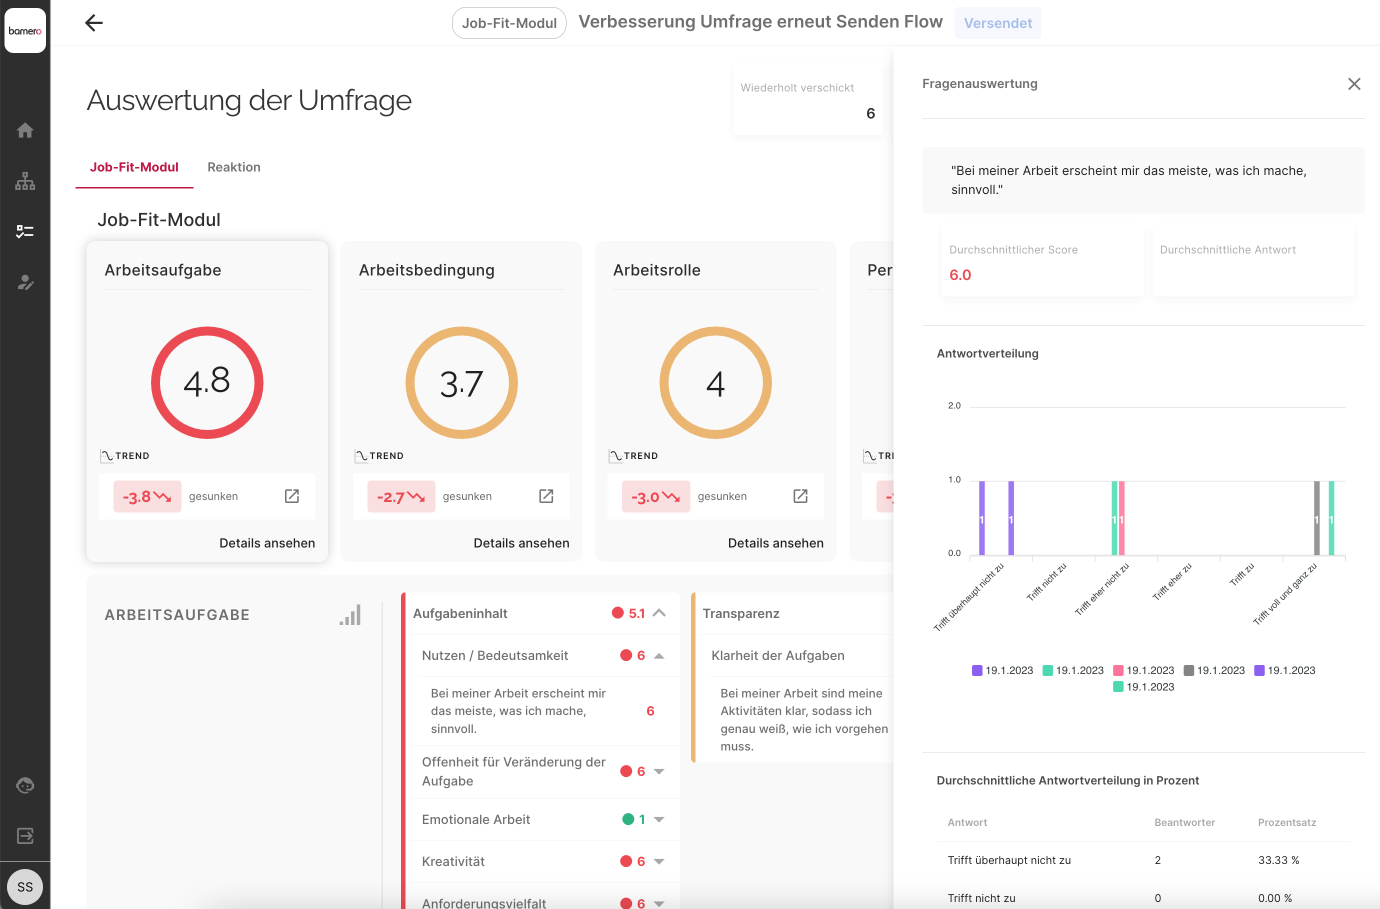 bamero
Job-Fit-Modul
Verbesserung Umfrage erneut Senden Flow
Versendet
Auswertung der Umfrage
Wiederholt verschickt
6
Job-Fit-Modul
Reaktion
Job-Fit-Modul
Arbeitsaufgabe
4.8
TREND
-3.8
gesunken
Details ansehen
Arbeitsbedingung
3.7
TREND
-2.7
gesunken
Details ansehen
Arbeitsrolle
4
TREND
-3.0
gesunken
Details ansehen
Per
TRE
ARBEITSAUFGABE
Aufgabeninhalt
5.1
Nutzen / Bedeutsamkeit
6
Bei meiner Arbeit erscheint mir
das meiste, was ich mache,
sinnvoll.
6
Offenheit für Veränderung der
Aufgabe
6
Emotionale Arbeit
1
Kreativität
6
Anforderungsvielfalt
6
Transparenz
Klarheit der Aufgaben
Bei meiner Arbeit sind meine
Aktivitäten klar, sodass ich
genau weiß, wie ich vorgehen
muss.
SS
Fragenauswertung
"Bei meiner Arbeit erscheint mir das meiste, was ich mache,
sinnvoll."
Durchschnittlicher Score
6.0
Durchschnittliche Antwort
Antwortverteilung
2.0
1.0
0.0
1
1
1
1
1
1
Trifft überhaupt nicht zu
Trifft nicht zu
Trifft eher nicht zu
Trifft eher zu
Trifft zu
Trifft voll und ganz zu
19.1.2023
19.1.2023
19.1.2023
19.1.2023
19.1.2023
19.1.2023
Durchschnittliche Antwortverteilung in Prozent
Antwort Beantworter Prozentsatz
Trifft überhaupt nicht zu 2 33.33 %
Trifft nicht zu 0 0.00 %